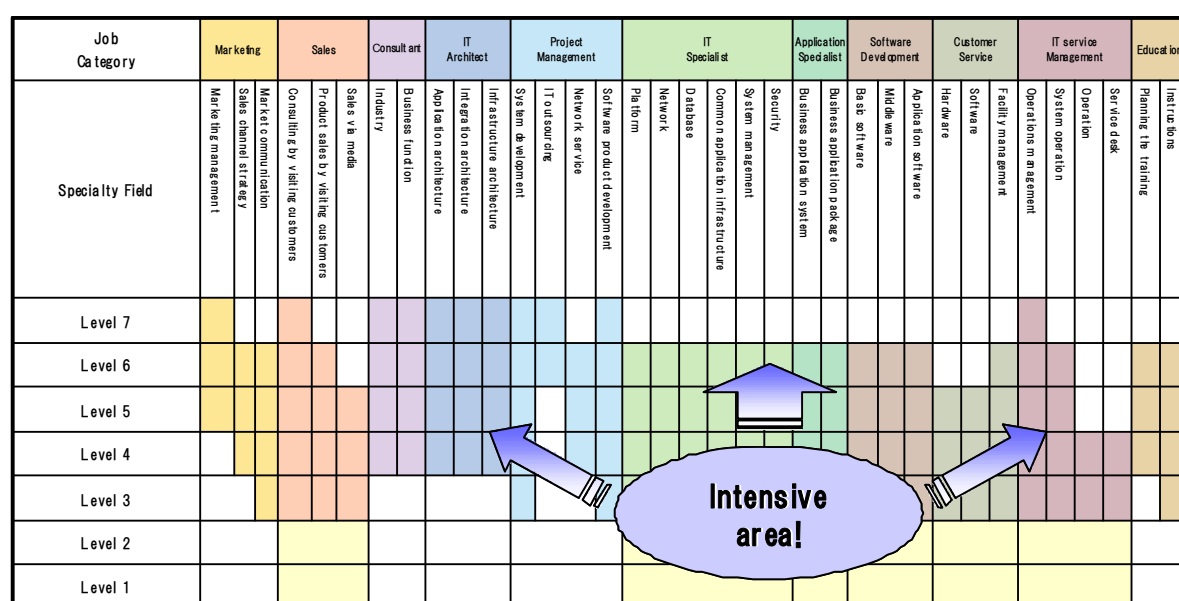 Job
Category
Marketing
Sales
Consultant
IT
Architect
Project
Management
IT
Specialist
Application
Specialist
Software
Development
Customer
Service
IT service
Management
Education
Specialty Field
Marketing management
Sales channel strategy
Market communication
Consulting by visiting customers
Product sales by visiting customers
Sales via media
Industry
Business function
Application architecture
Integration architecture
Infrastructure architecture
System development
IT outsourcing
Network service
Software product development
Platform
Network
Database
Common application infrastructure
System management
Security
Business application system
Business application package
Basic software
Middleware
Application software
Hardware
Software
Facility management
Operations management
System operation
Operation
Service desk
Planning the training
Instructions
Level 7
Level 6
Level 5
Level 4
Level 3
Level 2
Level 1
Intensive
area!